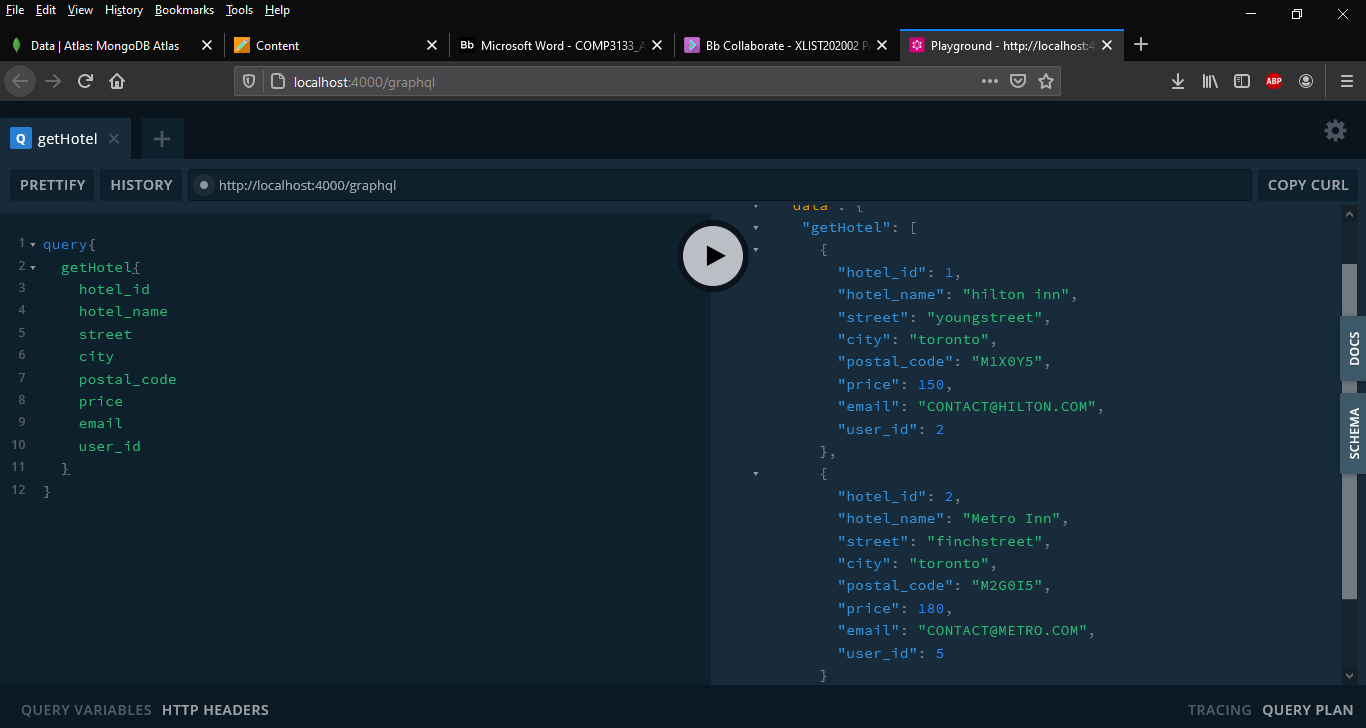 File Edit View History Bookmarks Tools Help
Data | Atlas: MongoDB Atlas
Content
Bb Microsoft Word - COMP3133_A
Bb Collaborate - XLIST202002 P
Playground - http://localhost:4
localhost:4000/graphql
ABP
Q getHotel
PRETTIFY HISTORY http://localhost:4000/graphql COPY CURL
1 query{
2 getHotel{
3 hotel_id
4 hotel_name
5 street
6 city
7 postal_code
8 price
9 email
10 user_id
11 }
12 }
data : {
"getHotel": [
{
"hotel_id": 1,
"hotel_name": "hilton inn",
"street": "youngstreet",
"city": "toronto",
"postal_code": "M1X0Y5",
"price": 150,
"email": "CONTACT@HILTON.COM",
"user_id": 2
},
{
"hotel_id": 2,
"hotel_name": "Metro Inn",
"street": "finchstreet",
"city": "toronto",
"postal_code": "M2G0I5",
"price": 180,
"email": "CONTACT@METRO.COM",
"user_id": 5
}
DOCS
SCHEMA
QUERY VARIABLES HTTP HEADERS TRACING QUERY PLAN